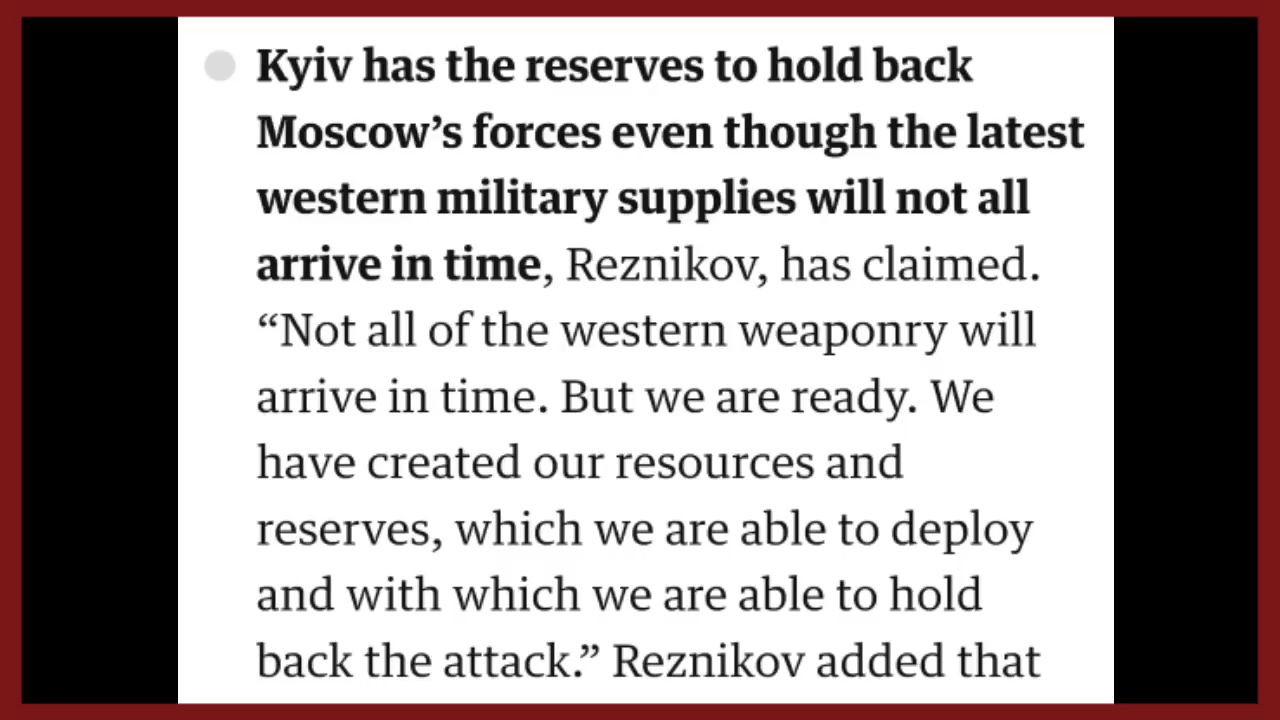 Kyiv has the reserves to hold back
Moscow’s forces even though the latest
western military supplies will not all
arrive in time, Reznikov, has claimed.
“Not all of the western weaponry will
arrive in time. But we are ready. We
have created our resources and
reserves, which we are able to deploy
and with which we are able to hold
back the attack.” Reznikov added that